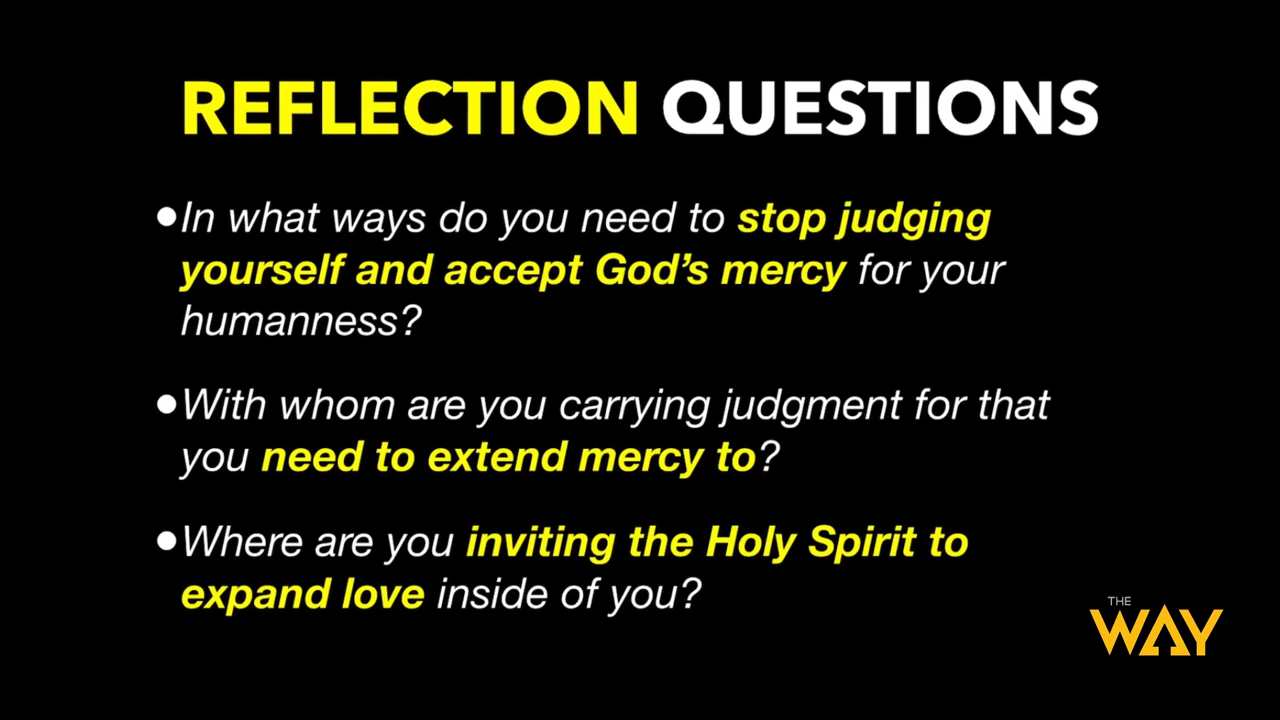 REFLECTION QUESTIONS
•In what ways do you need to stop judging
yourself and accept God’s mercy for your
humanness?
•With whom are you carrying judgment for that
you need to extend mercy to?
•Where are you inviting the Holy Spirit to
expand love inside of you?
THE
WAY